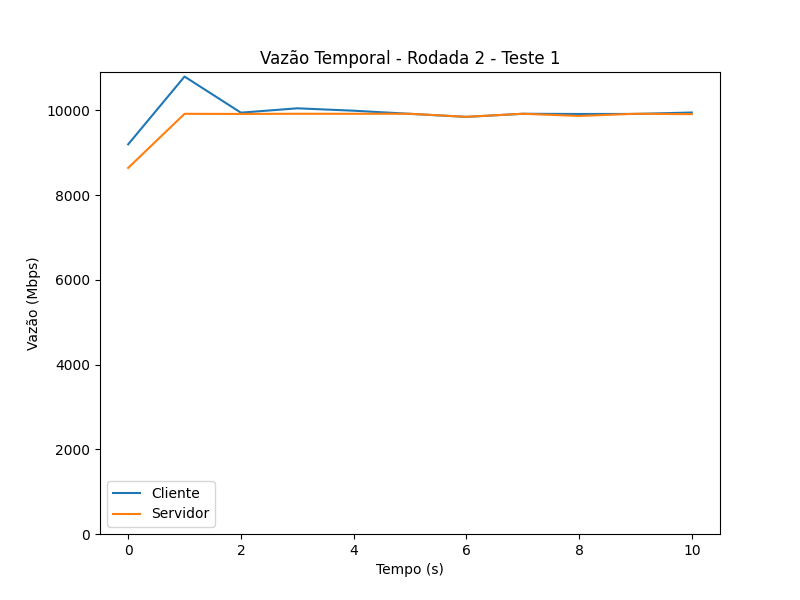 Vazão Temporal - Rodada 2 - Teste 1
Vazão (Mbps)
10000
8000
6000
4000
2000
0
Cliente
Servidor
0 2 4 6 8 10
Tempo (s)